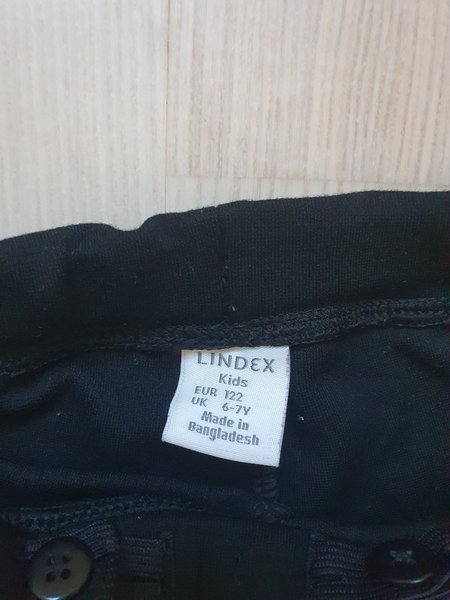 LINDEX
Kids
EUR 122
UK 6-7Y
Made in
Bangladesh